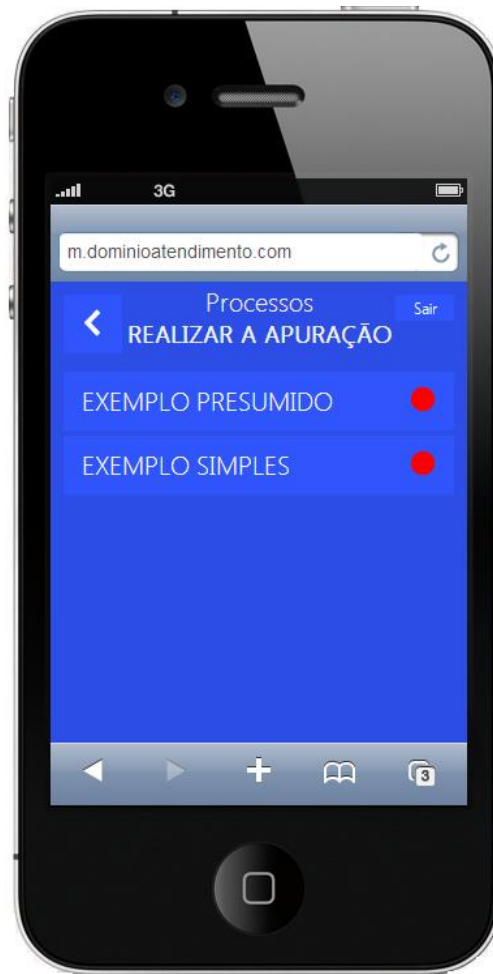 3G
m.dominioatendimento.com
Processos
Sair
REALIZAR A APURAÇÃO
EXEMPLO PRESUMIDO
EXEMPLO SIMPLES
3